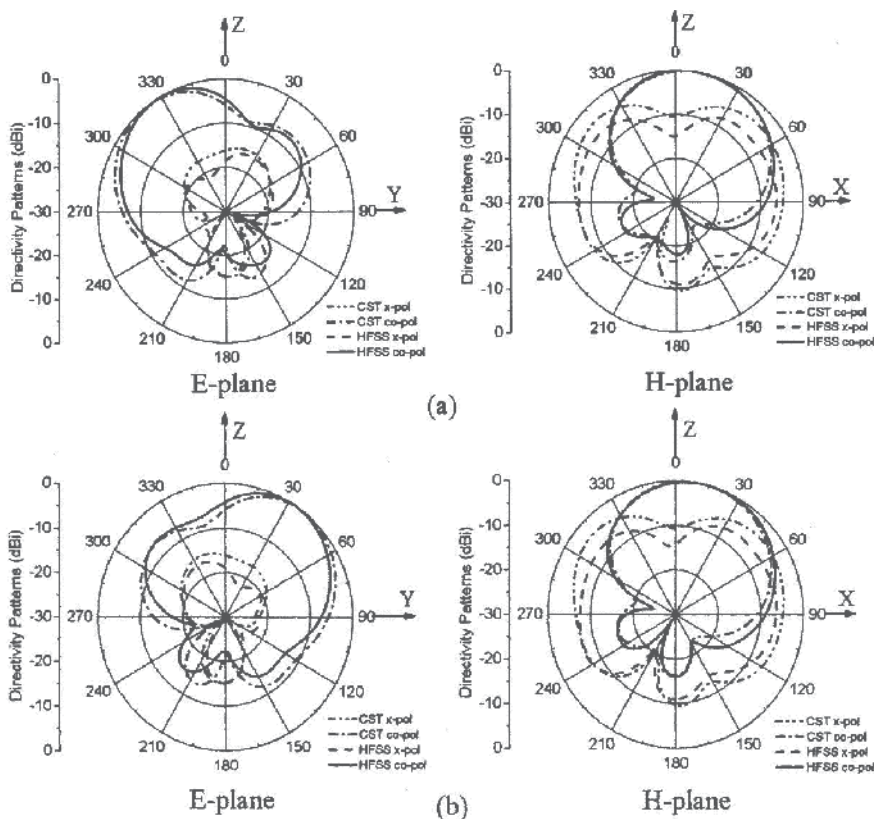 Z
0
330
30
300
60
270
90
Y
240
120
210
150
180
0
-10
-20
-30
-20
-10
0
Directivity Patterns (dBi)
CST x-pol
CST co-pol
HFSS x-pol
HFSS co-pol
E-plane
Z
0
330
30
300
60
270
90
X
240
120
210
150
180
0
-10
-20
-30
-20
-10
0
Directivity Patterns (dBi)
CST x-pol
CST co-pol
HFSS x-pol
HFSS co-pol
H-plane
(a)
Z
0
330
30
300
60
270
90
Y
240
120
210
150
180
0
-10
-20
-30
-20
-10
0
Directivity Patterns (dBi)
CST x-pol
CST co-pol
HFSS x-pol
HFSS co-pol
E-plane
Z
0
330
30
300
60
270
90
X
240
120
210
150
180
0
-10
-20
-30
-20
-10
0
Directivity Patterns (dBi)
CST x-pol
CST co-pol
HFSS x-pol
HFSS co-pol
H-plane
(b)